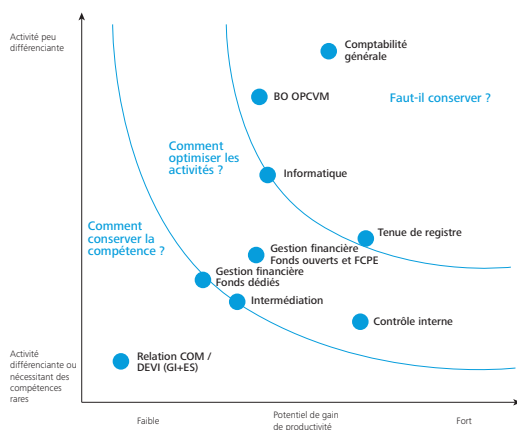 Activité peu
différenciante
Comptabilité
générale
BO OPCVM
Faut-il conserver ?
Comment
optimiser les
activités ?
Informatique
Comment
conserver la
compétence ?
Tenue de registre
Gestion financière
Fonds ouverts et FCPE
Gestion financière
Fonds dédiés
Intermédiation
Contrôle interne
Activité
différenciante ou
nécessitant des
compétences
rares
Relation COM /
DEVI (GI+ES)
Faible
Potentiel de gain
de productivité
Fort